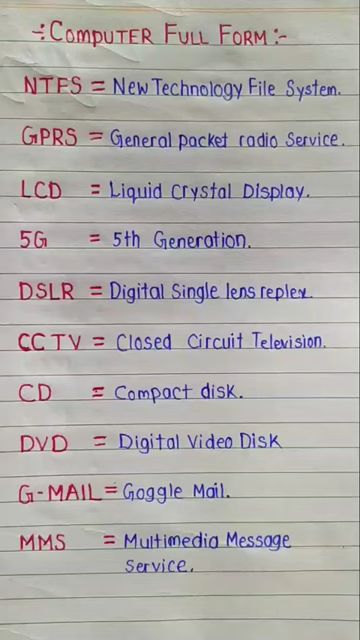 ÷COMPUTER FULL FORM:-
NTFS = New Technology File System.
GPRS = General packet radio service.
LCD = Liquid Crystal Display.
5G = 5th Generation.
DSLR = Digital Single lens replex.
CCTV = Closed Circuit Television.
CD = Compact disk.
DVD = Digital Video Disk
G-MAIL = Goggle Mail.
MMS = Multimedia Message
Service.